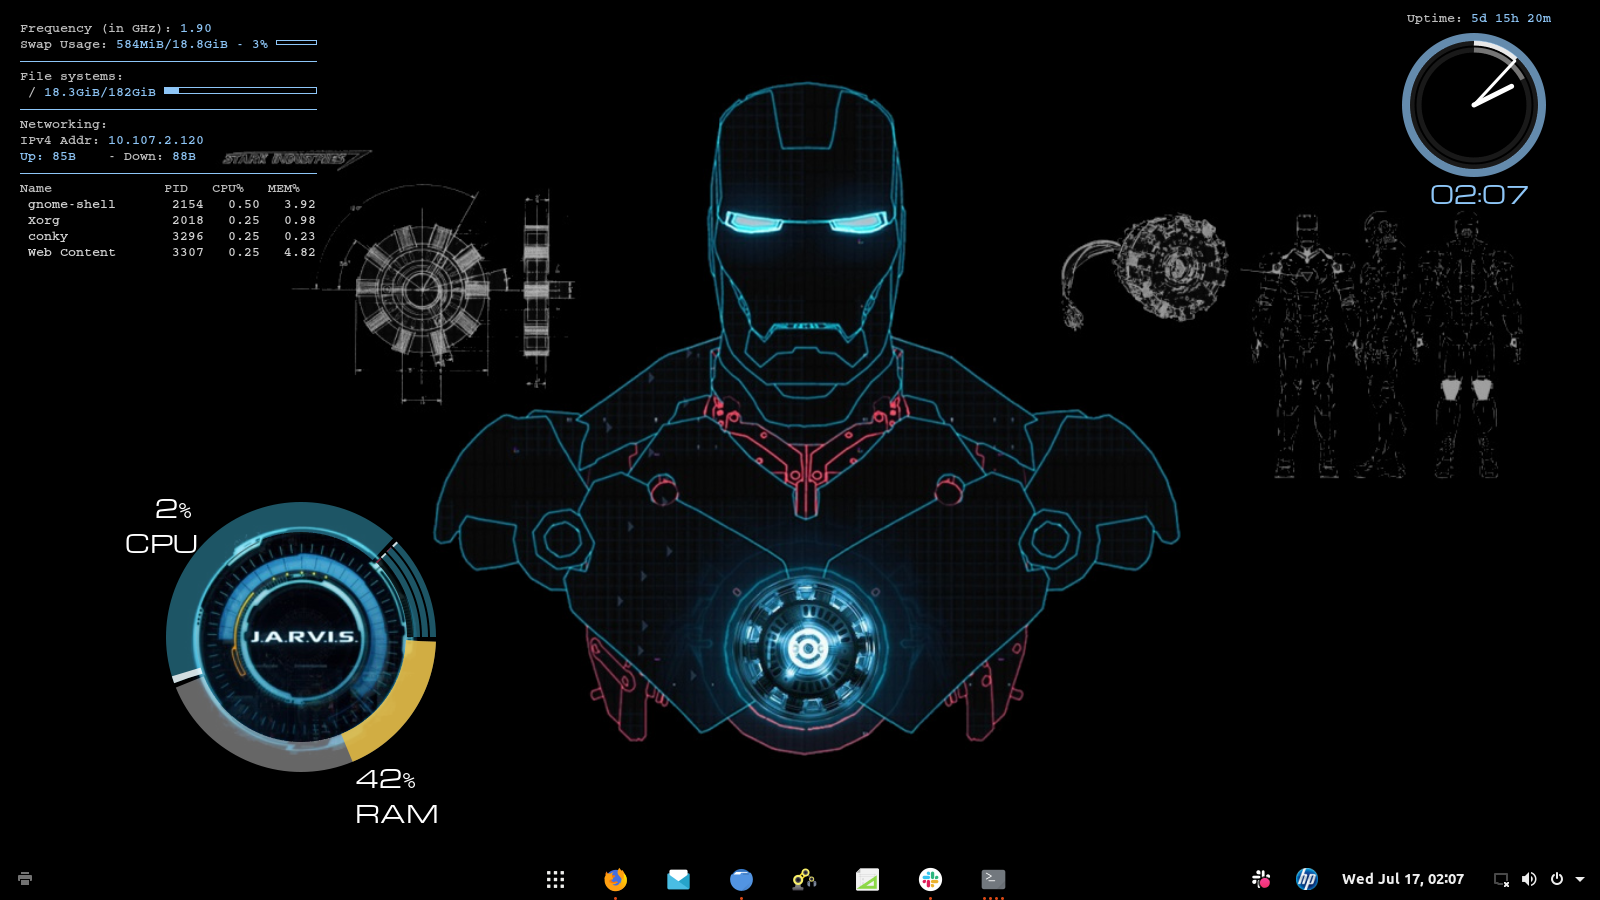 Frequency (in GHz): 1.90
Swap Usage: 584MiB/18.8GiB - 3%
File systems:
/ 18.3GiB/182GiB
Networking:
IPv4 Addr: 10.107.2.120
Up: 85B - Down: 88B
STARK INDUSTRIES
Name PID CPU% MEM%
gnome-shell 2154 0.50 3.92
Xorg 2018 0.25 0.98
conky 3296 0.25 0.23
Web Content 3307 0.25 4.82
Uptime: 5d 15h 20m
02:07
2%
CPU
J.A.R.V.I.S.
42%
RAM
hp
Wed Jul 17, 02:07